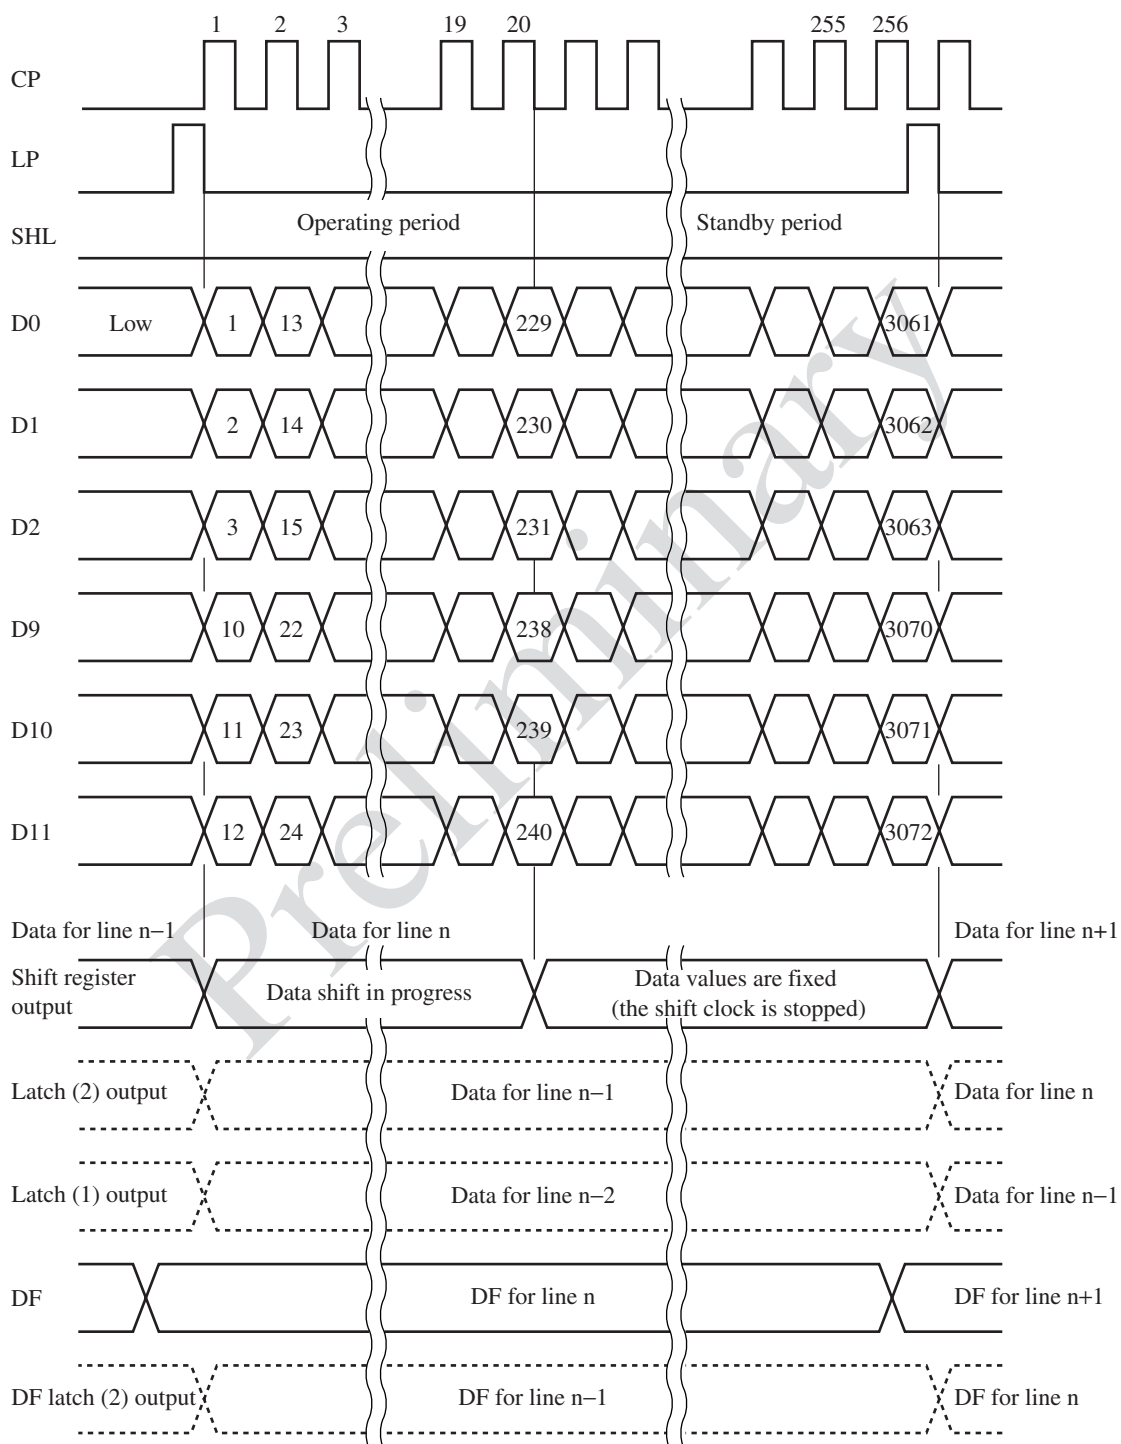 1 2 3 19 20 255 256
CP
LP
Operating period Standby period
SHL
D0 Low 1 13 229 3061
D1 2 14 230 3062
D2 3 15 231 3063
D9 10 22 238 3070
D10 11 23 239 3071
D11 12 24 240 3072
Preliminary
Data for line n−1 Data for line n Data for line n+1
Shift register
output
Data shift in progress
Data values are fixed
(the shift clock is stopped)
Latch (2) output Data for line n−1 Data for line n
Latch (1) output Data for line n−2 Data for line n−1
DF DF for line n DF for line n+1
DF latch (2) output DF for line n−1 DF for line n